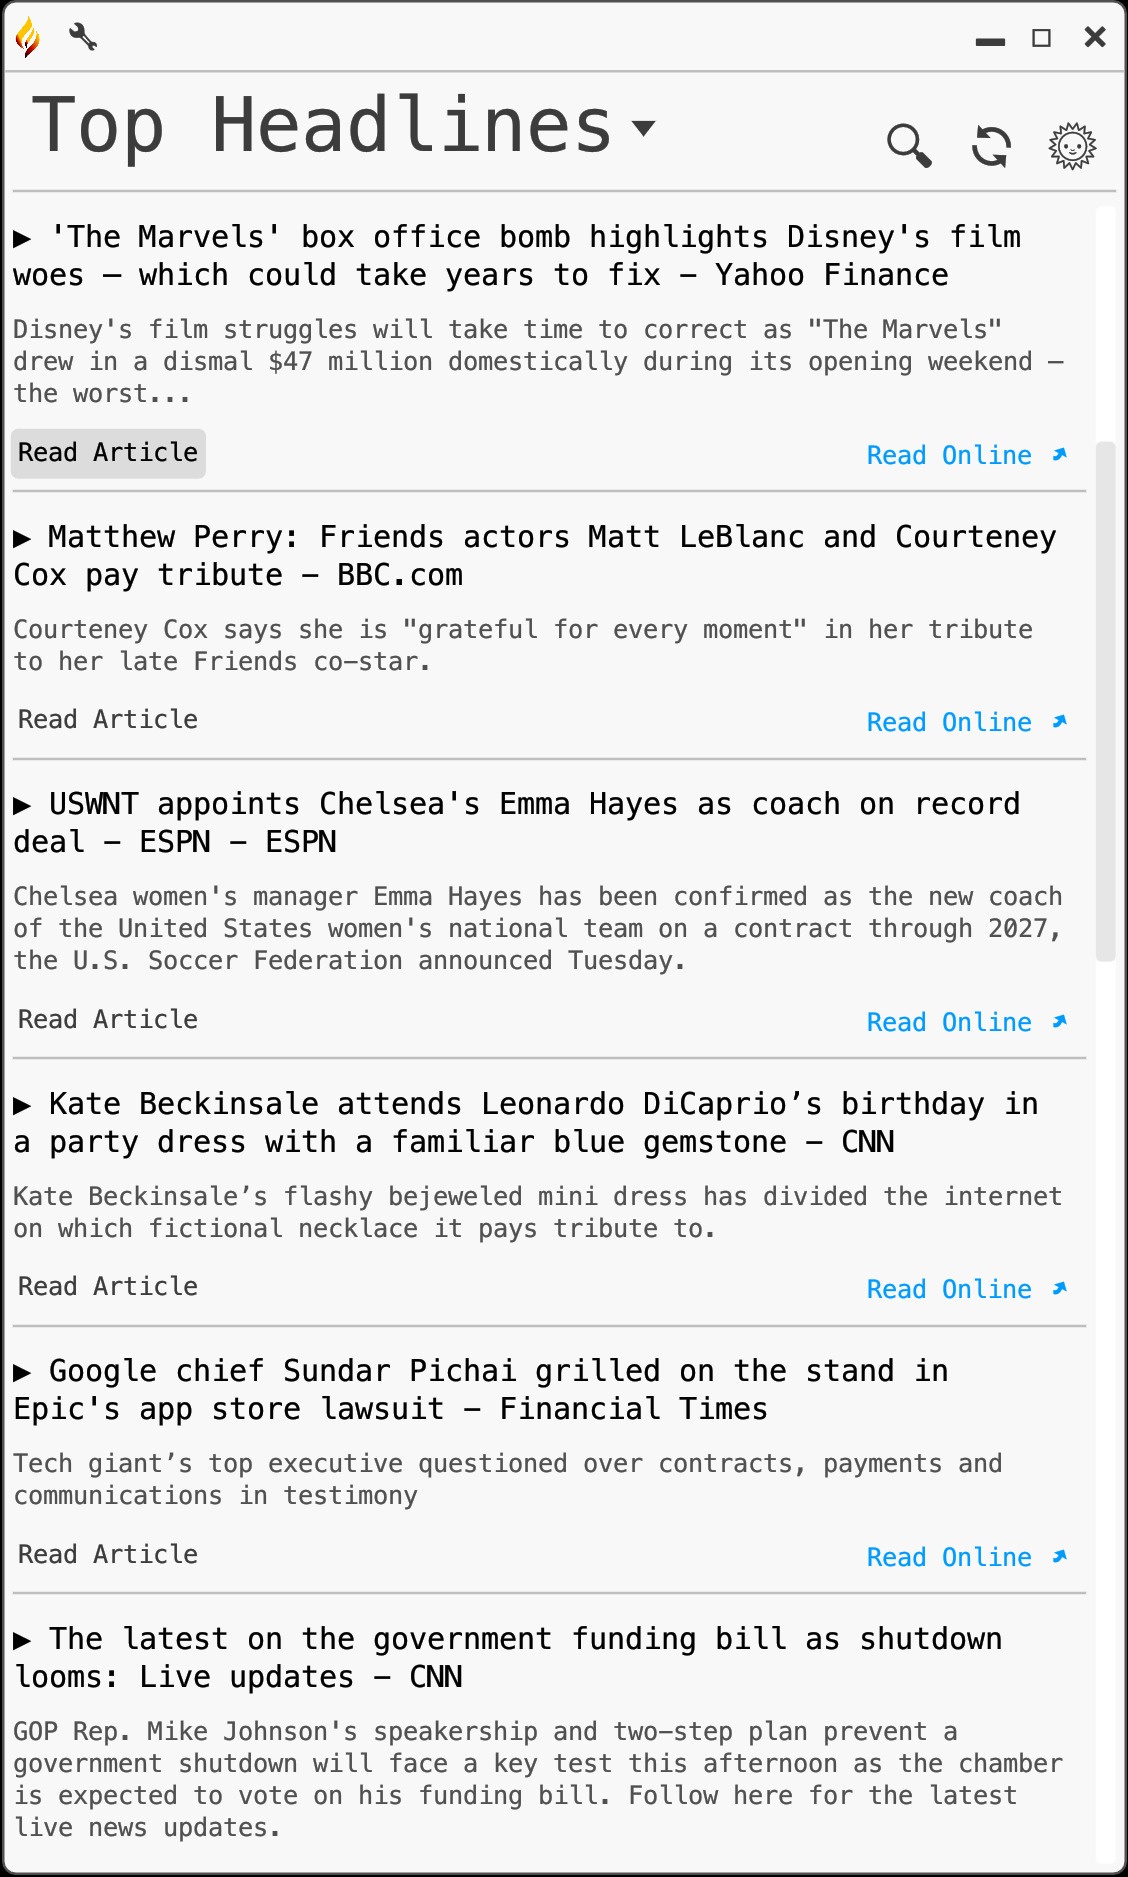 Top Headlines
▶ 'The Marvels' box office bomb highlights Disney's film
woes – which could take years to fix – Yahoo Finance
Disney's film struggles will take time to correct as "The Marvels"
drew in a dismal $47 million domestically during its opening weekend –
the worst...
Read Article
Read Online
▶ Matthew Perry: Friends actors Matt LeBlanc and Courteney
Cox pay tribute – BBC.com
Courteney Cox says she is "grateful for every moment" in her tribute
to her late Friends co-star.
Read Article
Read Online
▶ USWNT appoints Chelsea's Emma Hayes as coach on record
deal – ESPN – ESPN
Chelsea women's manager Emma Hayes has been confirmed as the new coach
of the United States women's national team on a contract through 2027,
the U.S. Soccer Federation announced Tuesday.
Read Article
Read Online
▶ Kate Beckinsale attends Leonardo DiCaprio’s birthday in
a party dress with a familiar blue gemstone – CNN
Kate Beckinsale’s flashy bejeweled mini dress has divided the internet
on which fictional necklace it pays tribute to.
Read Article
Read Online
▶ Google chief Sundar Pichai grilled on the stand in
Epic's app store lawsuit – Financial Times
Tech giant’s top executive questioned over contracts, payments and
communications in testimony
Read Article
Read Online
▶ The latest on the government funding bill as shutdown
looms: Live updates – CNN
GOP Rep. Mike Johnson's speakership and two-step plan prevent a
government shutdown will face a key test this afternoon as the chamber
is expected to vote on his funding bill. Follow here for the latest
live news updates.